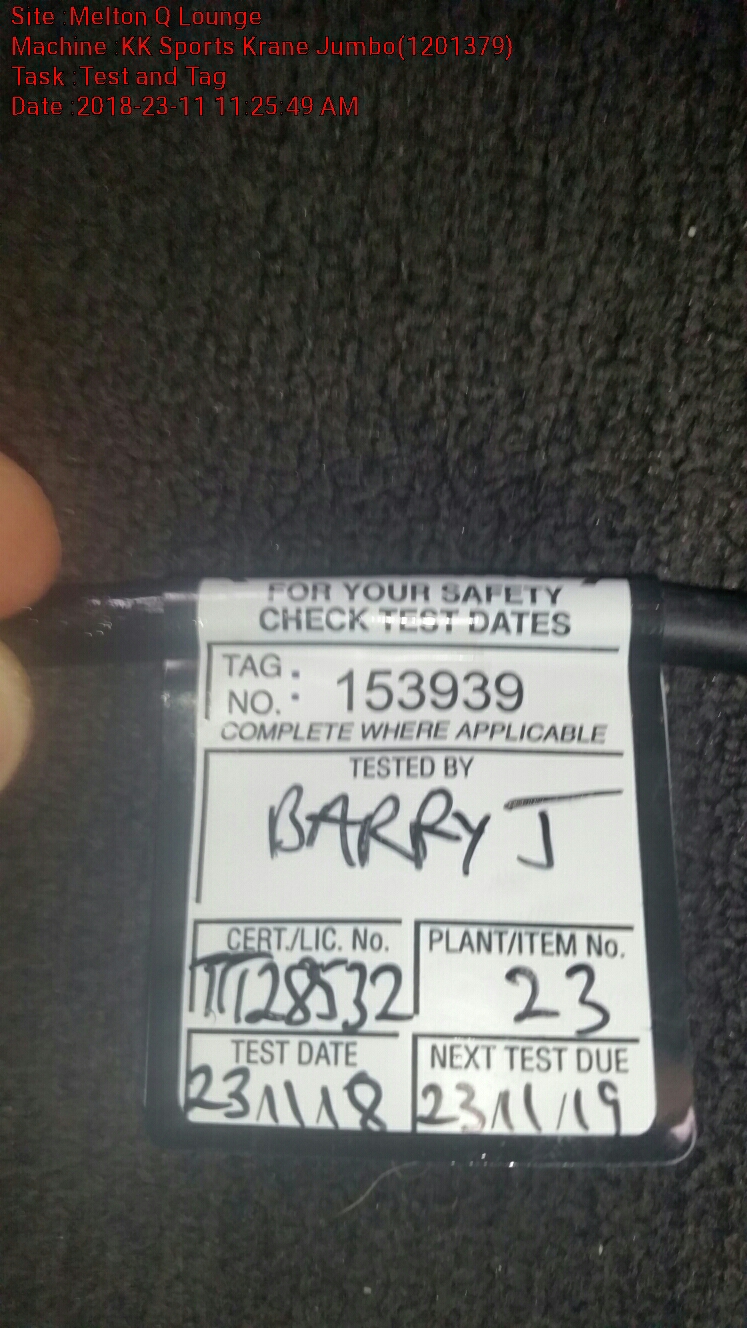 Site :Melton Q Lounge
Machine :KK Sports Krane Jumbo(1201379)
Task :Test and Tag
Date :2018-23-11 11:25:49 AM
FOR YOUR SAFETY
CHECK TEST DATES
TAG :
NO. : 153939
COMPLETE WHERE APPLICABLE
TESTED BY
BARRY J
CERT./LIC. No. PLANT/ITEM No.
TTT28532 23
TEST DATE NEXT TEST DUE
23/11/18 23/11/19